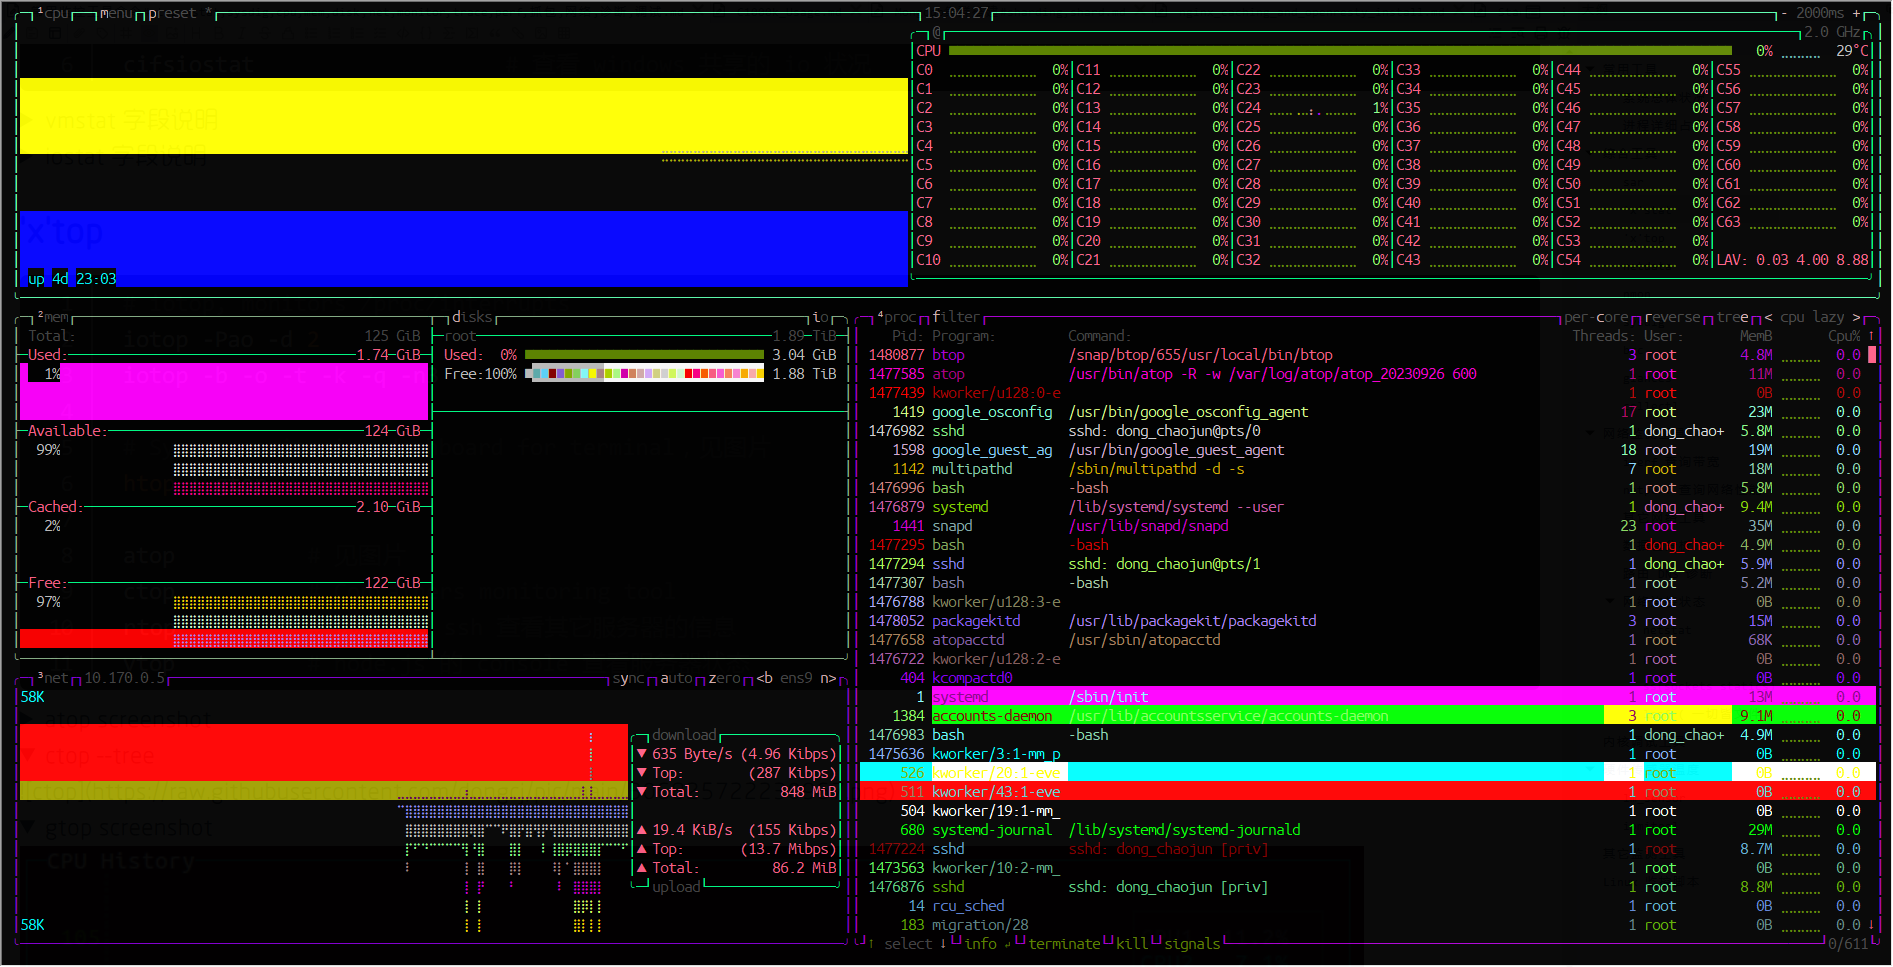 ¹cpu menu preset * 15:04:27 - 2000ms +
@ 2.0 GHz
CPU 0% 29°C
C0 0% C11 0% C22 0% C33 0% C44 0% C55 0%
C1 0% C12 0% C23 0% C34 0% C45 0% C56 0%
C2 0% C13 0% C24 1% C35 0% C46 0% C57 0%
C3 0% C14 0% C25 0% C36 0% C47 0% C58 0%
C4 0% C15 0% C26 0% C37 0% C48 0% C59 0%
C5 0% C16 0% C27 0% C38 0% C49 0% C60 0%
C6 0% C17 0% C28 0% C39 0% C50 0% C61 0%
C7 0% C18 0% C29 0% C40 0% C51 0% C62 0%
C8 0% C19 0% C30 0% C41 0% C52 0% C63 0%
C9 0% C20 0% C31 0% C42 0% C53 0%
C10 0% C21 0% C32 0% C43 0% C54 0% LAV: 0.03 4.00 8.88
cifsiostat
vmstat 字段说明
iostat 字段说明
x'top
up 4d 23:03
²mem disks io
Total: 125 GiB root 1.89 TiB
Used: 1.74 GiB Used: 0% 3.04 GiB
1% Free:100% 1.88 TiB
Available: 124 GiB
99%
Cached: 2.10 GiB
2%
Free: 122 GiB
97%
iotop -Pao -d 2
atop
³net 10.170.0.5 sync auto zero <b ens9 n>
58K
atop screenshot
ctop --tree
gtop screenshot
CPU History
download
▼ 635 Byte/s (4.96 Kibps)
▼ Top: (287 Kibps)
▼ Total: 848 MiB
▲ 19.4 KiB/s (155 Kibps)
▲ Top: (13.7 Mibps)
▲ Total: 86.2 MiB
upload
58K
⁴proc filter per-core reverse tree < cpu lazy >
Pid: Program: Command: Threads: User: MemB Cpu% ↑
1480877 btop /snap/btop/655/usr/local/bin/btop 3 root 4.8M 0.0
1477585 atop /usr/bin/atop -R -w /var/log/atop/atop_20230926 600 1 root 11M 0.0
1477439 kworker/u128:0-e 1 root 0B 0.0
1419 google_osconfig /usr/bin/google_osconfig_agent 17 root 23M 0.0
1476982 sshd sshd: dong_chaojun@pts/0 1 dong_chao+ 5.8M 0.0
1598 google_guest_ag /usr/bin/google_guest_agent 18 root 19M 0.0
1142 multipathd /sbin/multipathd -d -s 7 root 18M 0.0
1476996 bash -bash 1 root 5.8M 0.0
1476879 systemd /lib/systemd/systemd --user 1 dong_chao+ 9.4M 0.0
1441 snapd /usr/lib/snapd/snapd 23 root 35M 0.0
1477295 bash -bash 1 dong_chao+ 4.9M 0.0
1477294 sshd sshd: dong_chaojun@pts/1 1 dong_chao+ 5.9M 0.0
1477307 bash -bash 1 root 5.2M 0.0
1476788 kworker/u128:3-e 1 root 0B 0.0
1478052 packagekitd /usr/lib/packagekit/packagekitd 3 root 15M 0.0
1477658 atopacctd /usr/sbin/atopacctd 1 root 68K 0.0
1476722 kworker/u128:2-e 1 root 0B 0.0
404 kcompactd0 1 root 0B 0.0
1 systemd /sbin/init 1 root 13M 0.0
1384 accounts-daemon /usr/lib/accountsservice/accounts-daemon 3 root 9.1M 0.0
1476983 bash -bash 1 dong_chao+ 4.9M 0.0
1475636 kworker/3:1-mm_p 1 root 0B 0.0
526 kworker/20:1-eve 1 root 0B 0.0
511 kworker/43:1-eve 1 root 0B 0.0
504 kworker/19:1-mm_ 1 root 0B 0.0
680 systemd-journal /lib/systemd/systemd-journald 1 root 29M 0.0
1477224 sshd sshd: dong_chaojun [priv] 1 root 8.7M 0.0
1473563 kworker/10:2-mm_ 1 root 0B 0.0
1476876 sshd sshd: dong_chaojun [priv] 1 root 8.8M 0.0
14 rcu_sched 1 root 0B 0.0
183 migration/28 1 root 0B 0.0 ↓
↑ select ↓ info ↲ terminate kill signals 0/611